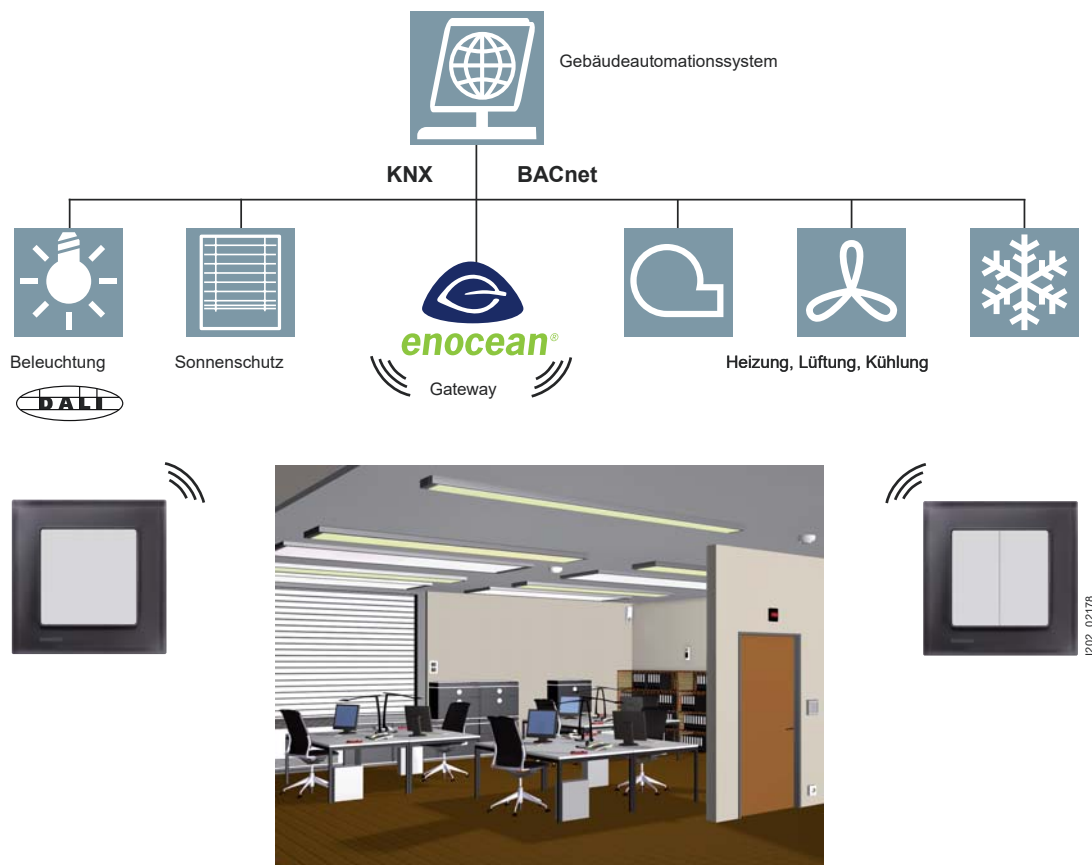 Gebäudeautomationssystem
KNX BACnet
enocean®
Beleuchtung Sonnenschutz Gateway Heizung, Lüftung, Kühlung
DALI
I202_02178